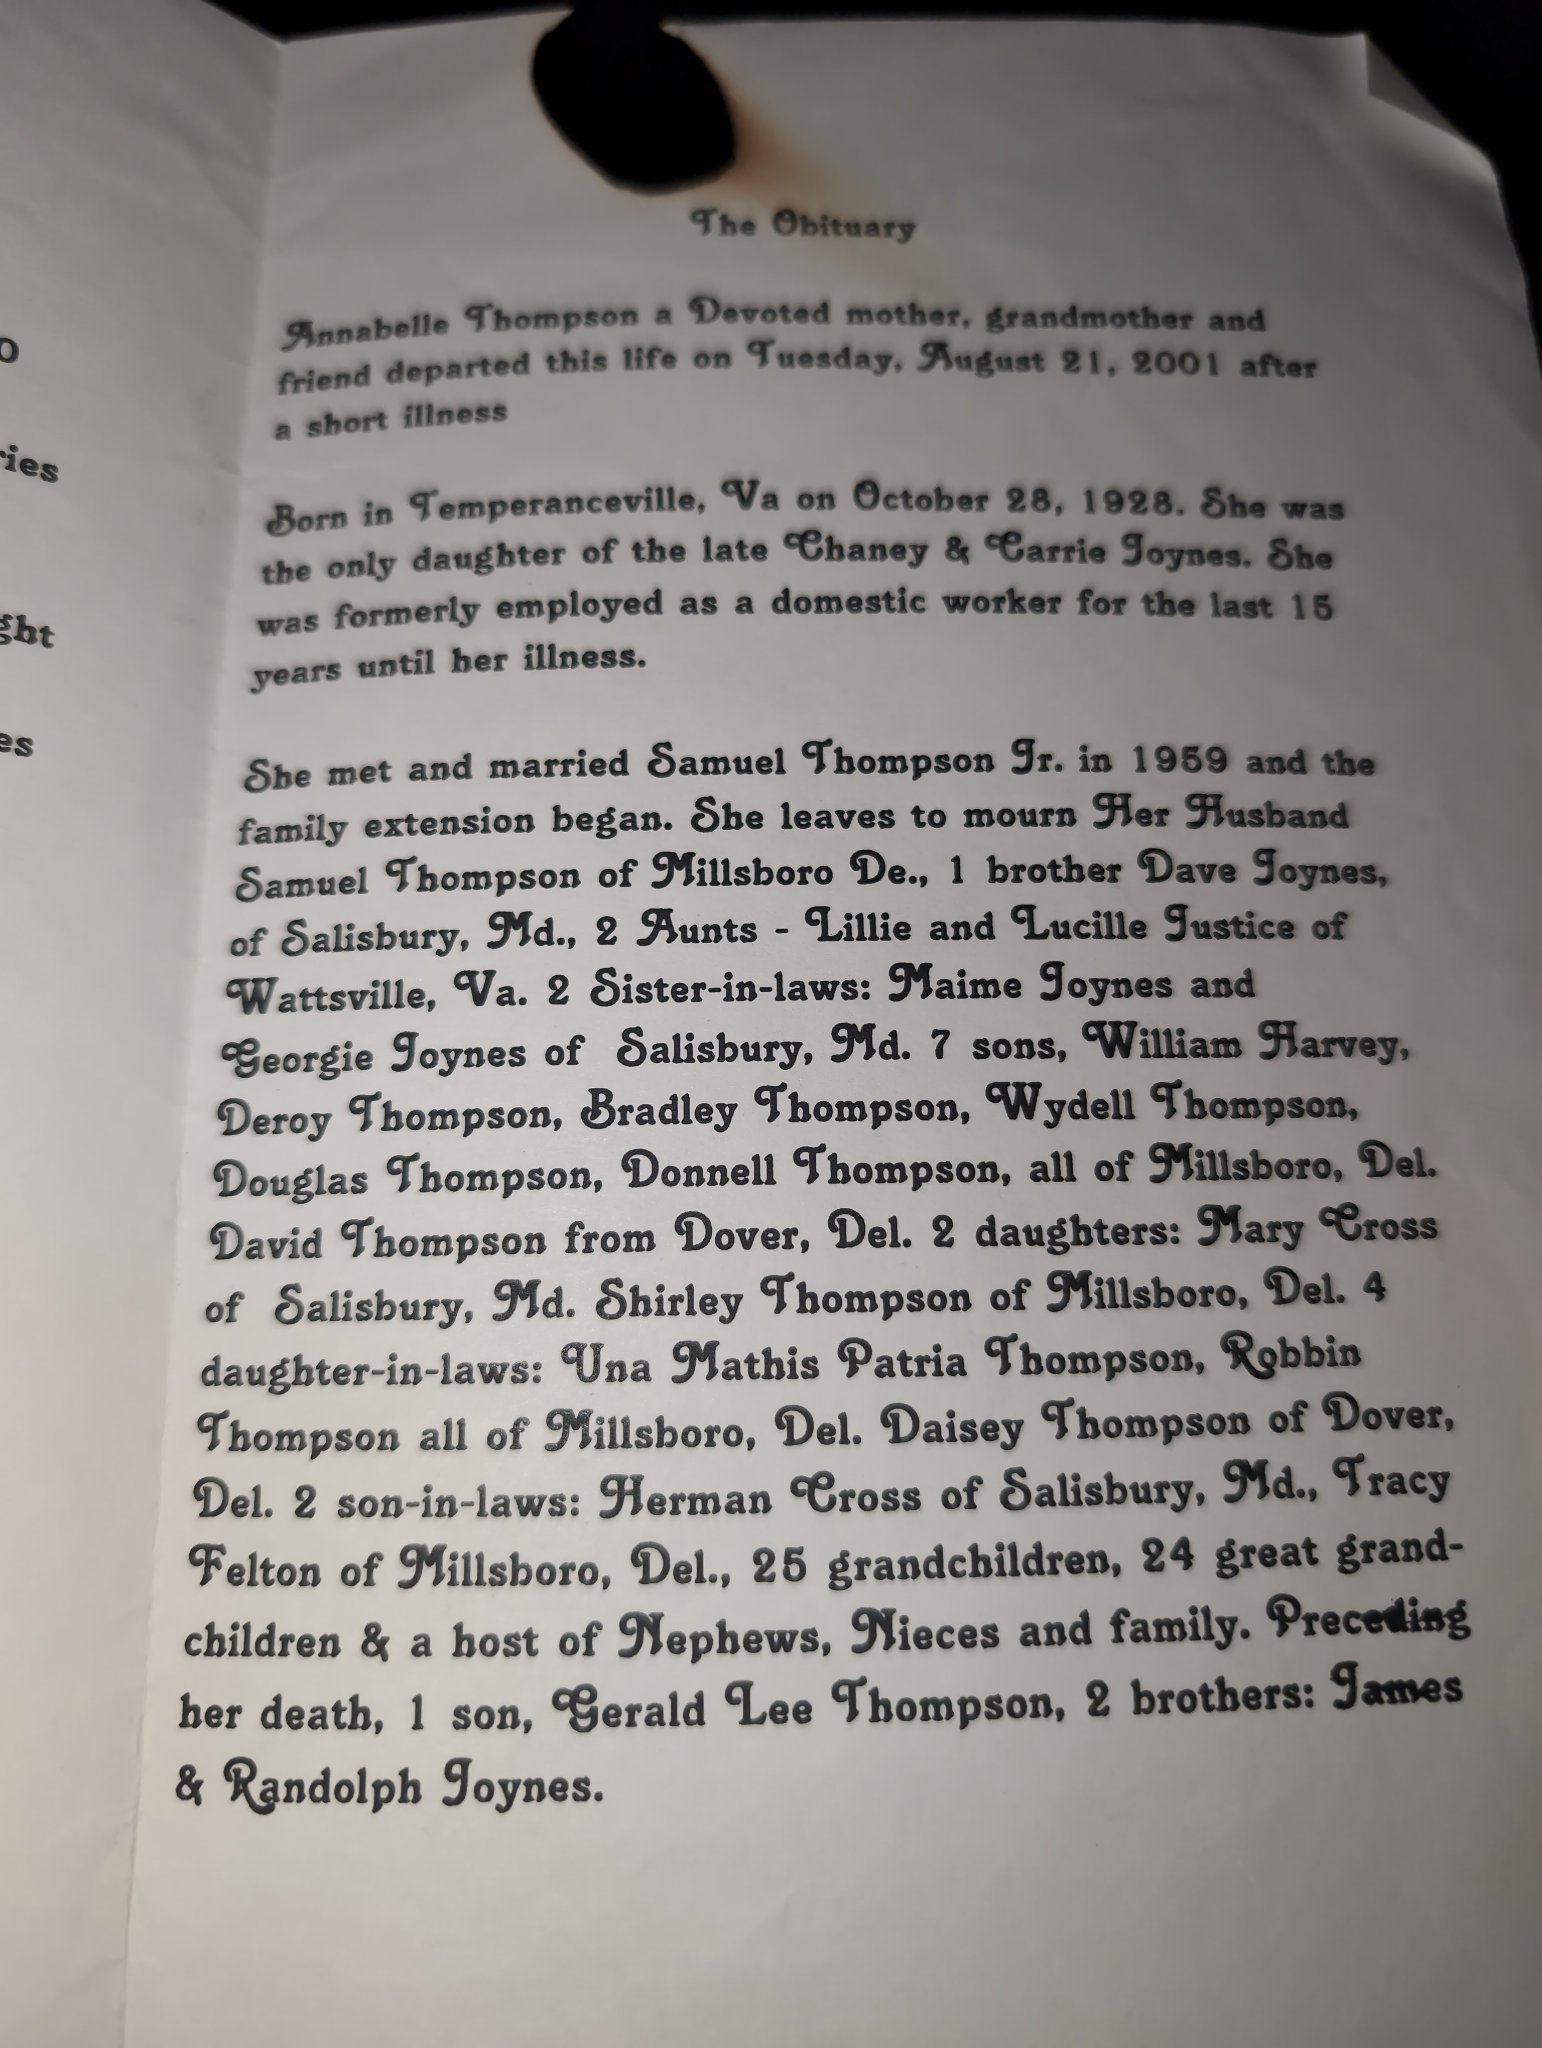 o
ries
ght
es
The Obituary
Annabelle Thompson a Devoted mother, grandmother and
friend departed this life on Tuesday, August 21, 2001 after
a short illness
Born in Temperanceville, Va on October 28, 1928. She was
the only daughter of the late Chaney & Carrie Joynes. She
was formerly employed as a domestic worker for the last 15
years until her illness.
She met and married Samuel Thompson Jr. in 1959 and the
family extension began. She leaves to mourn Her Husband
Samuel Thompson of Millsboro De., 1 brother Dave Joynes,
of Salisbury, Md., 2 Aunts - Lillie and Lucille Justice of
Wattsville, Va. 2 Sister-in-laws: Maime Joynes and
Georgie Joynes of Salisbury, Md. 7 sons, William Harvey,
Deroy Thompson, Bradley Thompson, Wydell Thompson,
Douglas Thompson, Donnell Thompson, all of Millsboro, Del.
David Thompson from Dover, Del. 2 daughters: Mary Cross
of Salisbury, Md. Shirley Thompson of Millsboro, Del. 4
daughter-in-laws: Una Mathis Patria Thompson, Robbin
Thompson all of Millsboro, Del. Daisey Thompson of Dover,
Del. 2 son-in-laws: Herman Cross of Salisbury, Md., Tracy
Felton of Millsboro, Del., 25 grandchildren, 24 great grand-
children & a host of Nephews, Nieces and family. Preceding
her death, 1 son, Gerald Lee Thompson, 2 brothers: James
& Randolph Joynes.